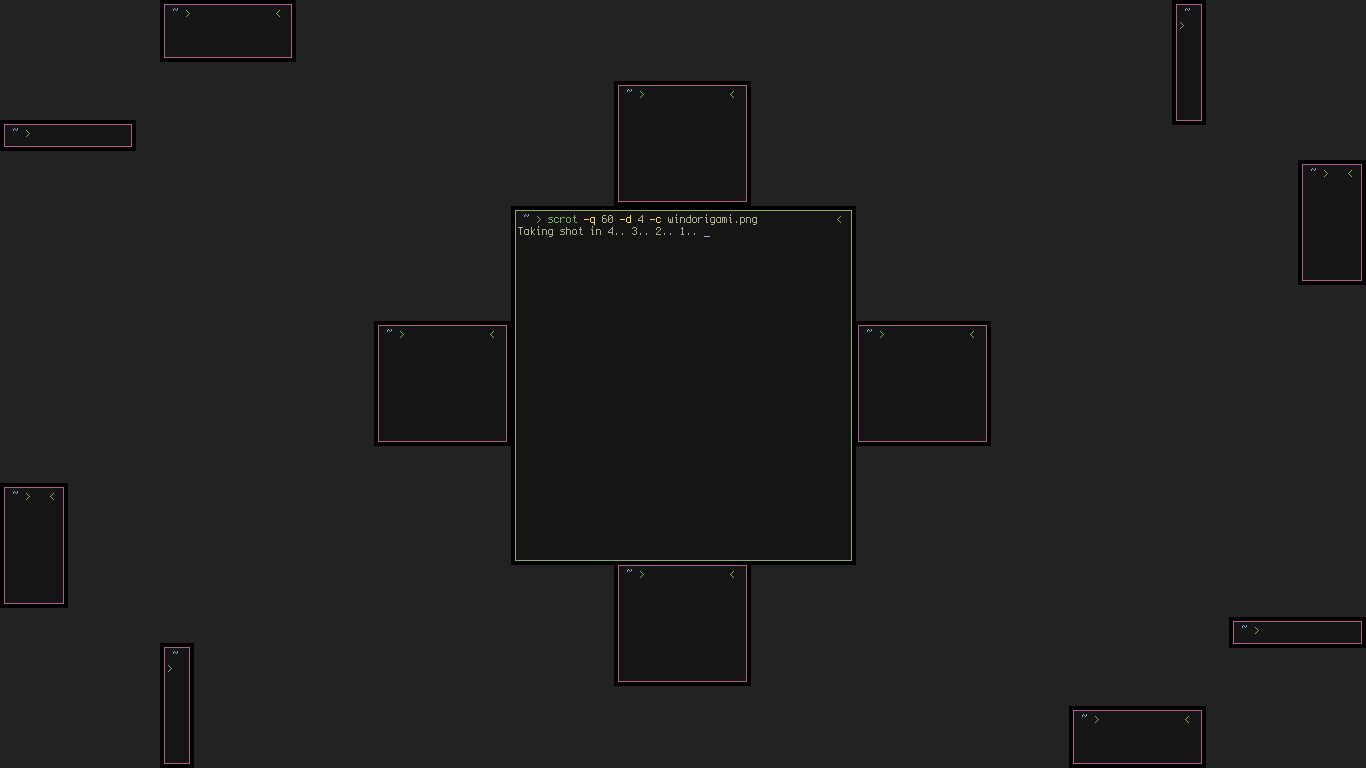 ~ > <
~
>
~ > <
~ >
~ > <
~ > scrot -q 60 -d 4 -c windorigami.png <
Taking shot in 4.. 3.. 2.. 1.. _
~ > <
~ > <
~ > <
~ > <
~ >
~
>
~ > <